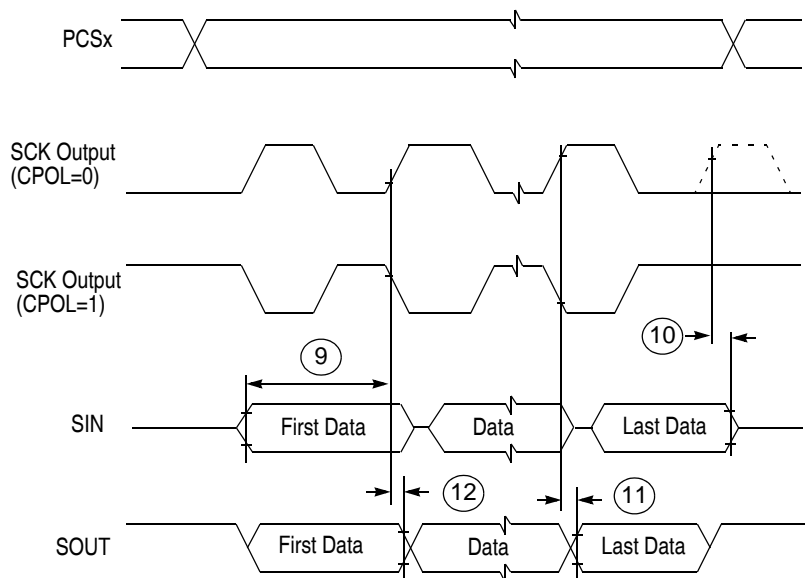 PCSx
SCK Output
(CPOL=0)
SCK Output
(CPOL=1)
10
9
SIN
First Data
Data
Last Data
12
11
SOUT
First Data
Data
Last Data